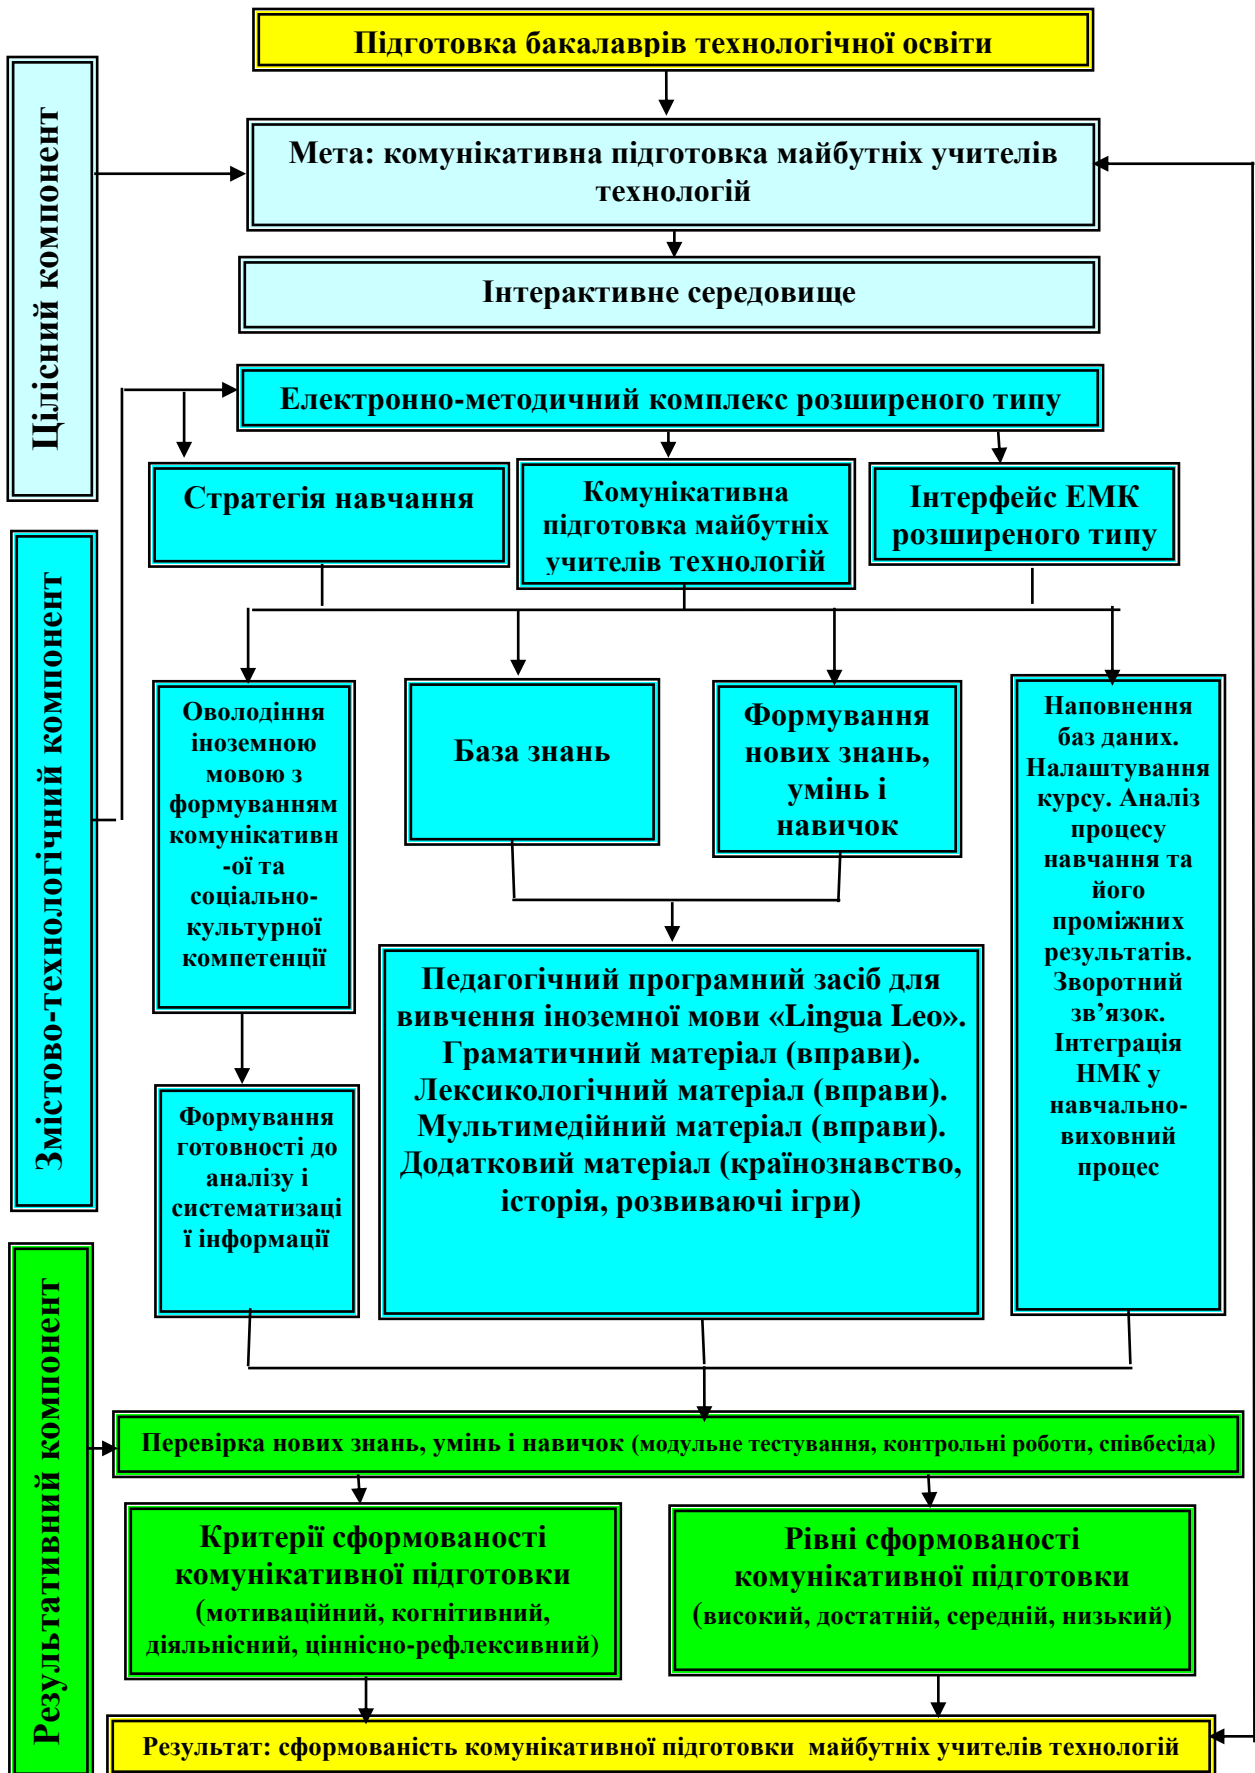 Підготовка бакалаврів технологічної освіти
Цілісний компонент
Мета: комунікативна підготовка майбутніх учителів
технологій
Інтерактивне середовище
Змістово-технологічний компонент
Електронно-методичний комплекс розширеного типу
Стратегія навчання
Комунікативна
підготовка майбутніх
учителів технологій
Інтерфейс ЕМК
розширеного типу
Оволодіння
іноземною
мовою з
формуванням
комунікативн
-ої та
соціально-
культурної
компетенції
База знань
Формування
нових знань,
умінь і
навичок
Наповнення
баз даних.
Налаштування
курсу. Аналіз
процесу
навчання та
його
проміжних
результатів.
Зворотний
зв’язок.
Інтеграція
НМК у
навчально-
виховний
процес
Формування
готовності до
аналізу і
систематизаці
ї інформації
Педагогічний програмний засіб для
вивчення іноземної мови «Lingua Leo».
Граматичний матеріал (вправи).
Лексикологічний матеріал (вправи).
Мультимедійний матеріал (вправи).
Додатковий матеріал (країнознавство,
історія, розвиваючі ігри)
Результативний компонент
Перевірка нових знань, умінь і навичок (модульне тестування, контрольні роботи, співбесіда)
Критерії сформованості
комунікативної підготовки
(мотиваційний, когнітивний,
діяльнісний, ціннісно-рефлексивний)
Рівні сформованості
комунікативної підготовки
(високий, достатній, середній, низький)
Результат: сформованість комунікативної підготовки майбутніх учителів технологій